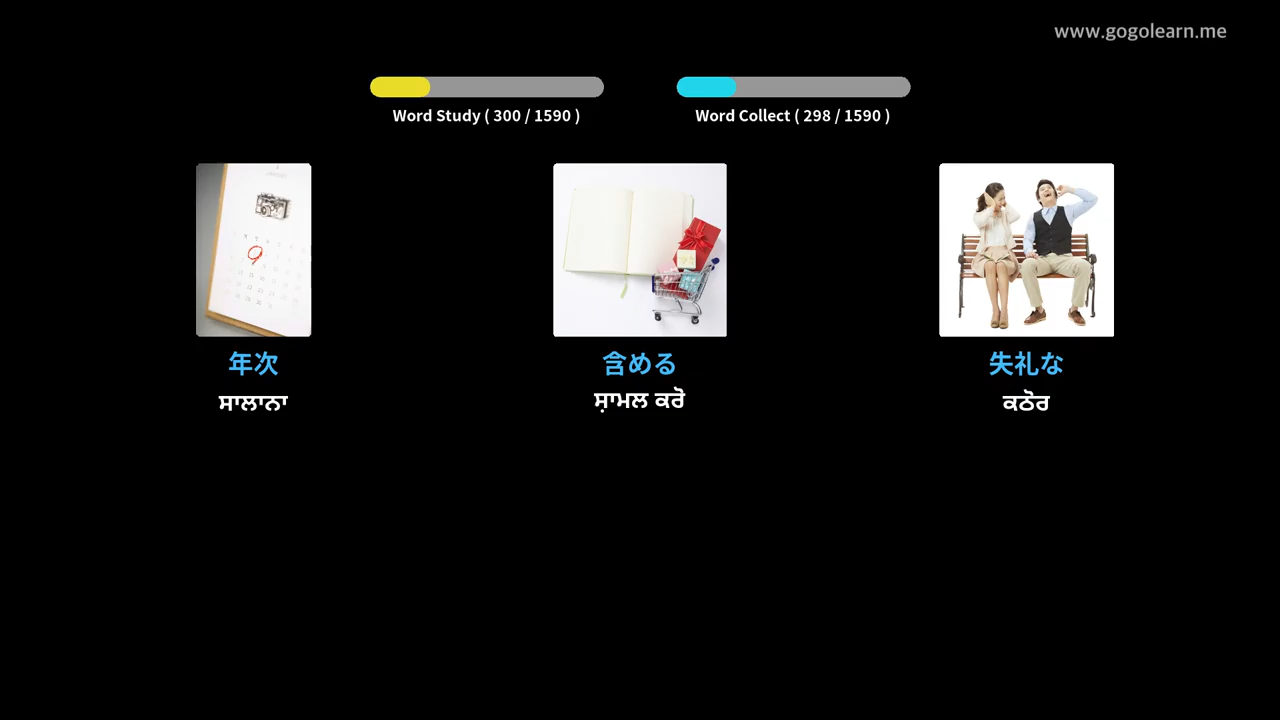 www.gogolearn.me
Word Study ( 300 / 1590 )
Word Collect ( 298 / 1590 )
年次
含める
失礼な
ਸਾਲਾਨਾ
ਸ਼ਾਮਲ ਕਰੋ
ਕਠੋਰ